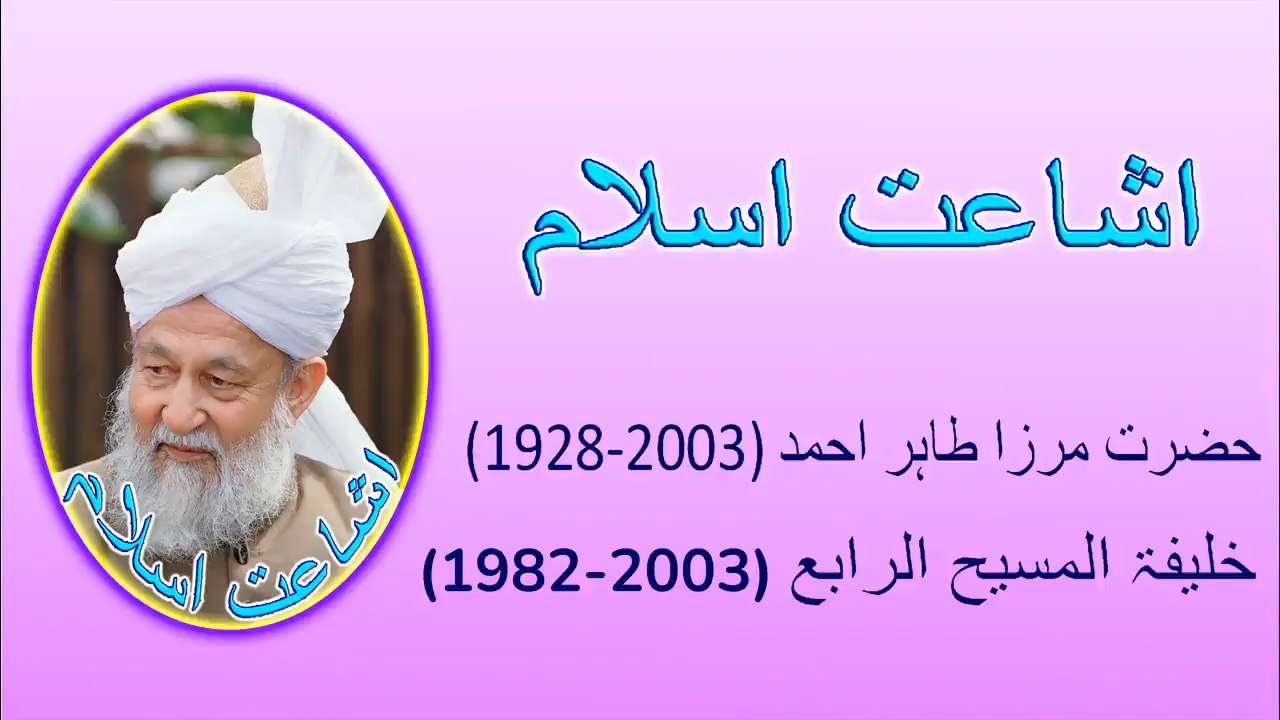 اشاعت اسلام
حضرت مرزا طاہر احمد (1928-2003)
خلیفۃ المسیح الرابع (1982-2003)
اشاعت اسلام